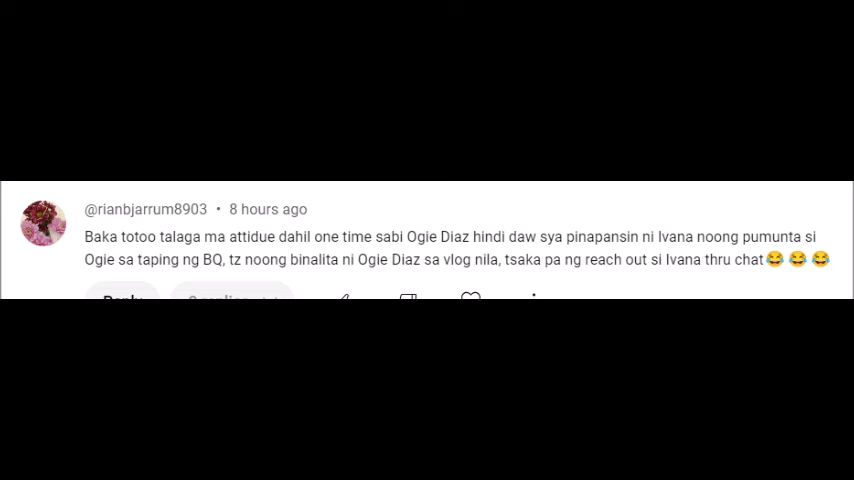 @rianbjarrum8903 • 8 hours ago
Baka totoo talaga ma attidue dahil one time sabi Ogie Diaz hindi daw sya pinapansin ni Ivana noong pumunta si
Ogie sa taping ng BQ, tz noong binalita ni Ogie Diaz sa vlog nila, tsaka pa ng reach out si Ivana thru chat😂😂😂
Reply